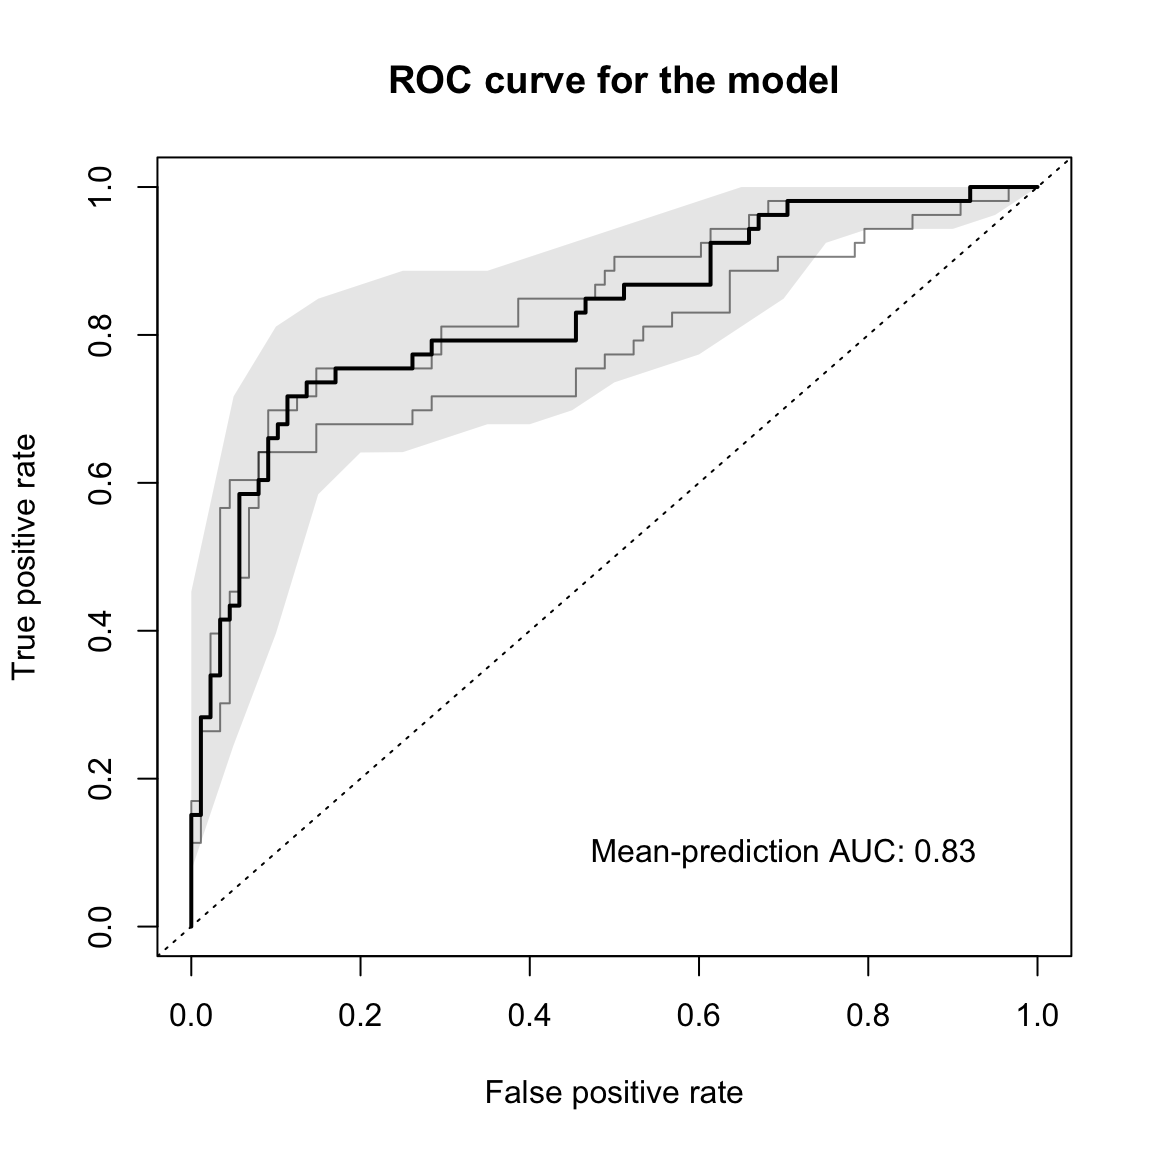 ROC curve for the model
1.0
0.8
0.6
0.4
0.2
0.0
True positive rate
Mean-prediction AUC: 0.83
0.0 0.2 0.4 0.6 0.8 1.0
False positive rate